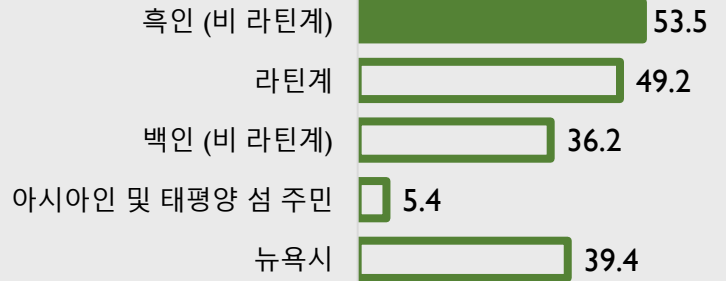 흑인 (비 라틴계) 53.5
라틴계 49.2
백인 (비 라틴계) 36.2
아시아인 및 태평양 섬 주민 5.4
뉴욕시 39.4